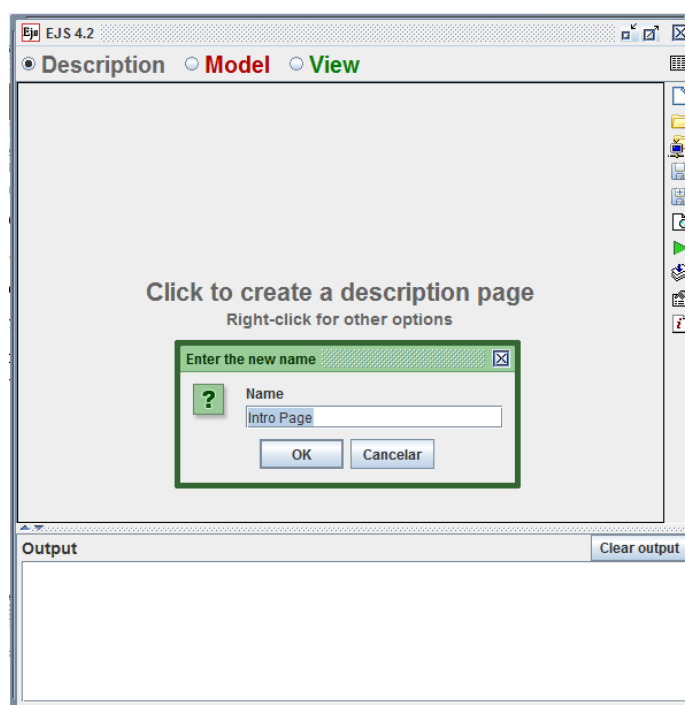 Ejs EJS 4.2
Description Model View
Click to create a description page
Right-click for other options
Enter the new name
?
Name
Intro Page
OK Cancelar
Output Clear output